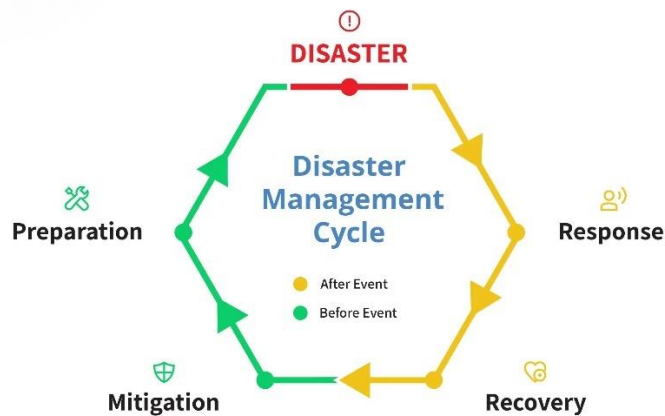 DISASTER
Disaster
Management
Cycle
Preparation
Response
After Event
Before Event
Mitigation
Recovery